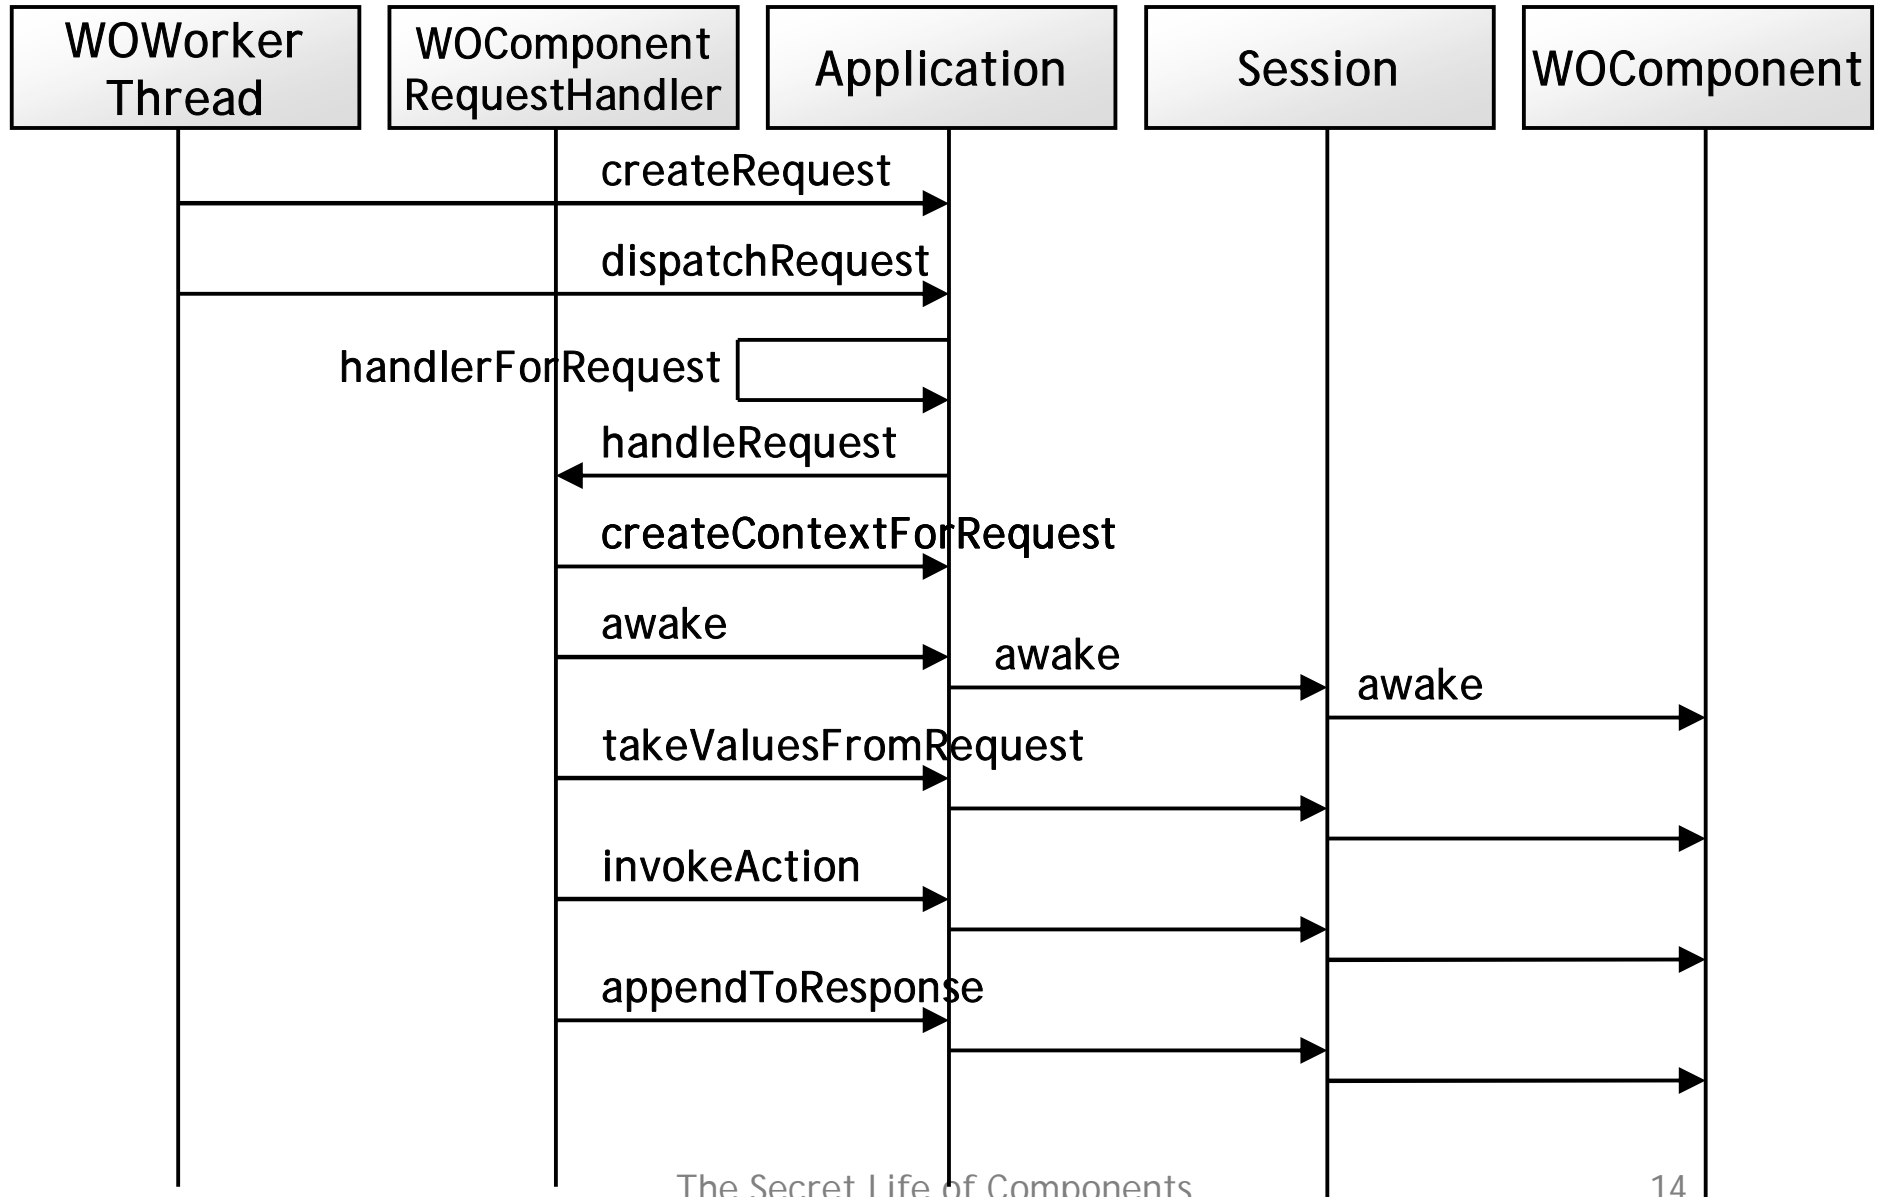 WOWorker
Thread
WOComponent
RequestHandler
Application
Session
WOComponent
createRequest
dispatchRequest
handlerForRequest
handleRequest
createContextForRequest
awake
awake
awake
takeValuesFromRequest
invokeAction
appendToResponse
The Secret Life of Components
14